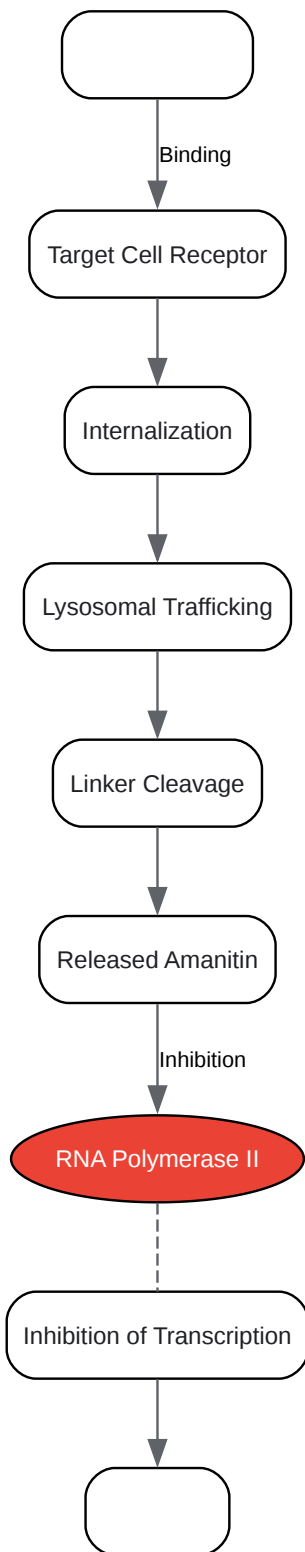 Binding
Target Cell Receptor
Internalization
Lysosomal Trafficking
Linker Cleavage
Released Amanitin
Inhibition
RNA Polymerase II
Inhibition of Transcription